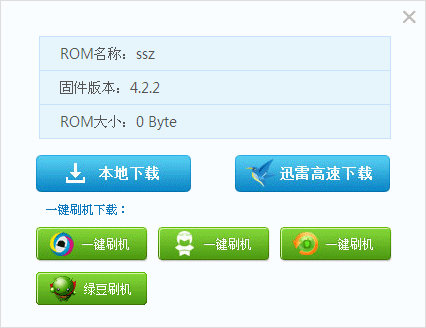 ROM名称：ssz
固件版本：4.2.2
ROM大小：0 Byte
本地下载 迅雷高速下载
一键刷机下载：
一键刷机 一键刷机 一键刷机
绿豆刷机